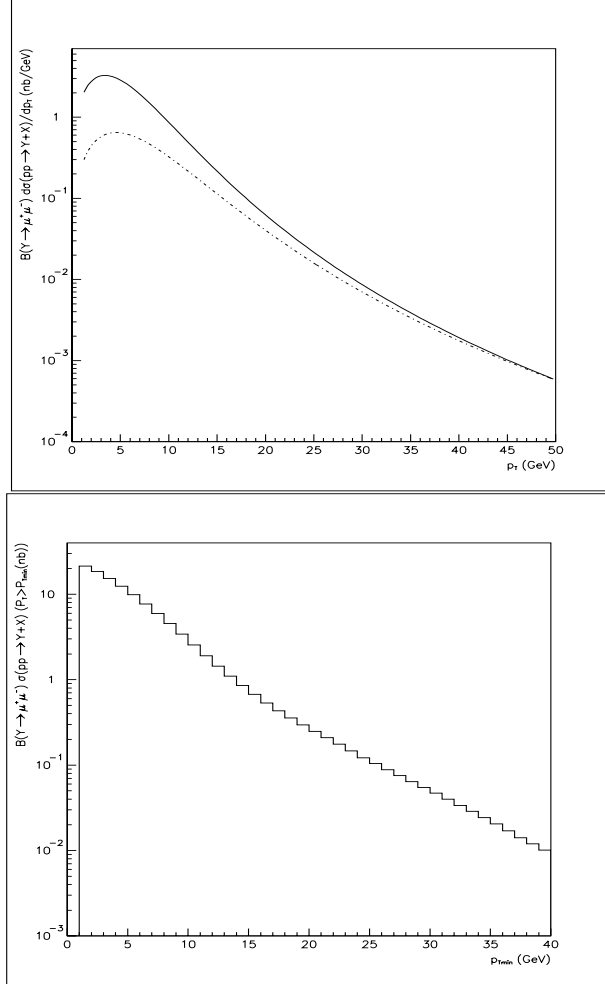 B(Y→μ⁺μ⁻) dσ(pp→Y+X)/dp_T (nb/GeV)
1
10⁻¹
10⁻²
10⁻³
10⁻⁴
0 5 10 15 20 25 30 35 40 45 50
p_T (GeV)
B(Y→μ⁺μ⁻) σ(pp→Y+X) (P_T>P_Tmin(nb))
10
1
10⁻¹
10⁻²
10⁻³
0 5 10 15 20 25 30 35 40
p_Tmin (GeV)